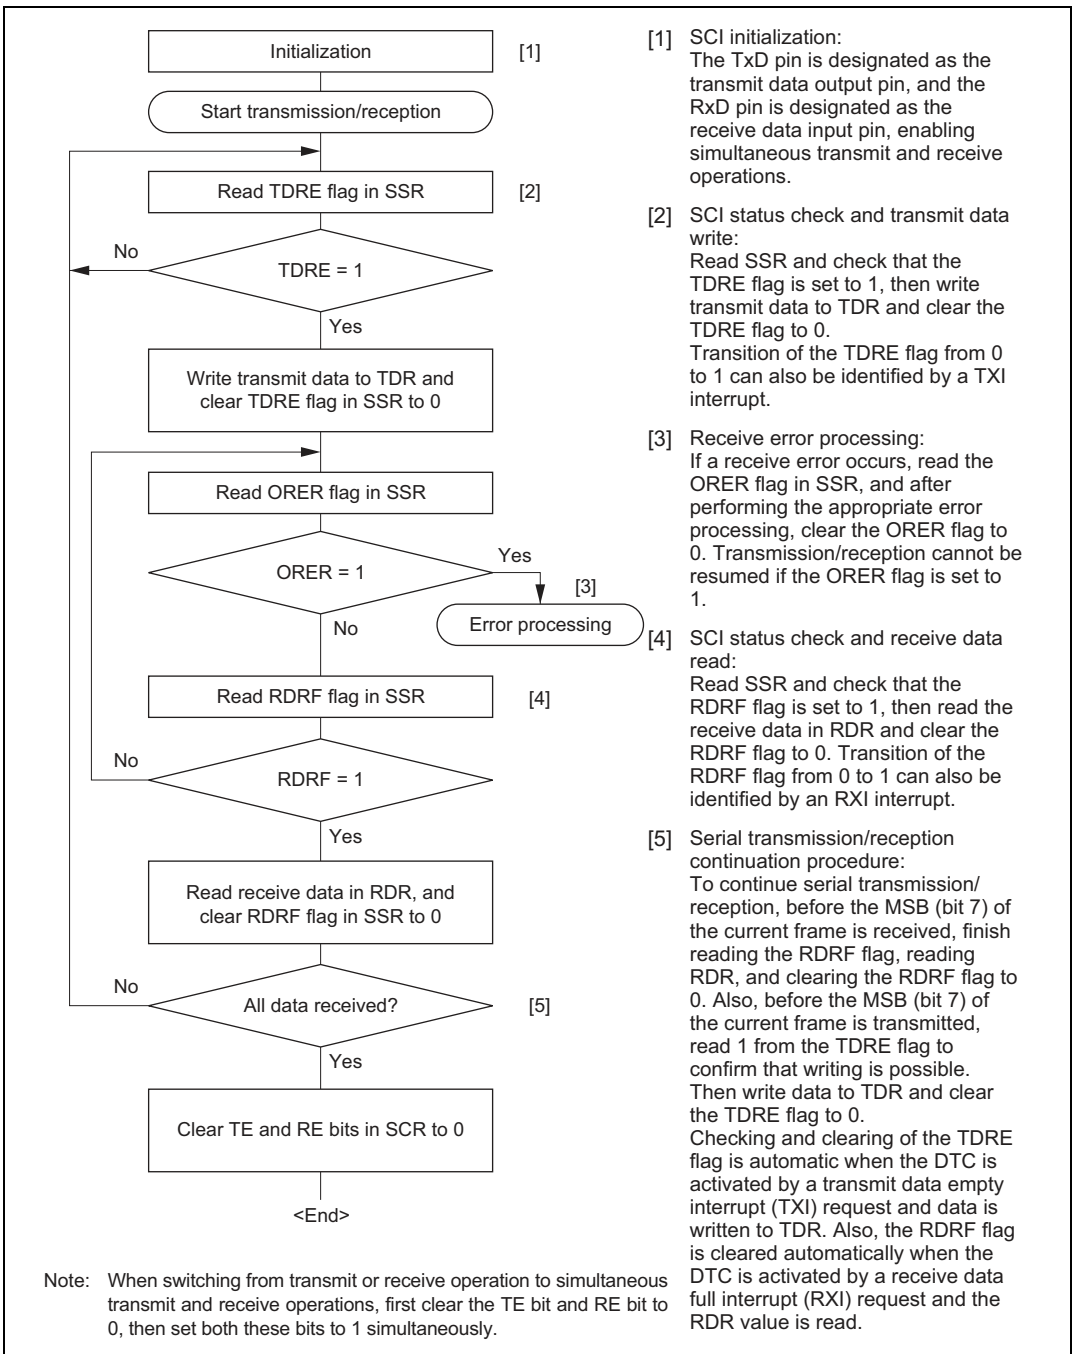 Initialization [1]
Start transmission/reception
Read TDRE flag in SSR [2]
No
TDRE = 1
Yes
Write transmit data to TDR and
clear TDRE flag in SSR to 0
Read ORER flag in SSR
Yes
ORER = 1
[3]
No
Error processing
Read RDRF flag in SSR [4]
No
RDRF = 1
Yes
Read receive data in RDR, and
clear RDRF flag in SSR to 0
No
All data received? [5]
Yes
Clear TE and RE bits in SCR to 0
<End>
[1] SCI initialization:
The TxD pin is designated as the
transmit data output pin, and the
RxD pin is designated as the
receive data input pin, enabling
simultaneous transmit and receive
operations.
[2] SCI status check and transmit data
write:
Read SSR and check that the
TDRE flag is set to 1, then write
transmit data to TDR and clear the
TDRE flag to 0.
Transition of the TDRE flag from 0
to 1 can also be identified by a TXI
interrupt.
[3] Receive error processing:
If a receive error occurs, read the
ORER flag in SSR, and after
performing the appropriate error
processing, clear the ORER flag to
0. Transmission/reception cannot be
resumed if the ORER flag is set to
1.
[4] SCI status check and receive data
read:
Read SSR and check that the
RDRF flag is set to 1, then read the
receive data in RDR and clear the
RDRF flag to 0. Transition of the
RDRF flag from 0 to 1 can also be
identified by an RXI interrupt.
[5] Serial transmission/reception
continuation procedure:
To continue serial transmission/
reception, before the MSB (bit 7) of
the current frame is received, finish
reading the RDRF flag, reading
RDR, and clearing the RDRF flag to
0. Also, before the MSB (bit 7) of
the current frame is transmitted,
read 1 from the TDRE flag to
confirm that writing is possible.
Then write data to TDR and clear
the TDRE flag to 0.
Checking and clearing of the TDRE
flag is automatic when the DTC is
activated by a transmit data empty
interrupt (TXI) request and data is
written to TDR. Also, the RDRF flag
is cleared automatically when the
DTC is activated by a receive data
full interrupt (RXI) request and the
RDR value is read.
Note: When switching from transmit or receive operation to simultaneous
transmit and receive operations, first clear the TE bit and RE bit to
0, then set both these bits to 1 simultaneously.